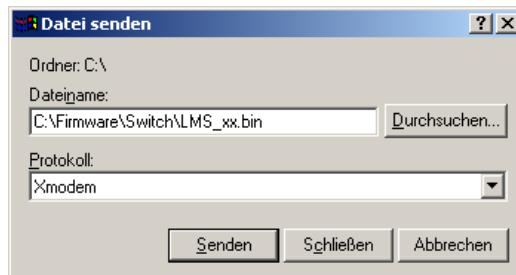 Datei senden
Ordner: C:\
Dateiname:
C:\Firmware\Switch\LMS_xx.bin
Durchsuchen...
Protokoll:
Xmodem
Senden Schließen Abbrechen